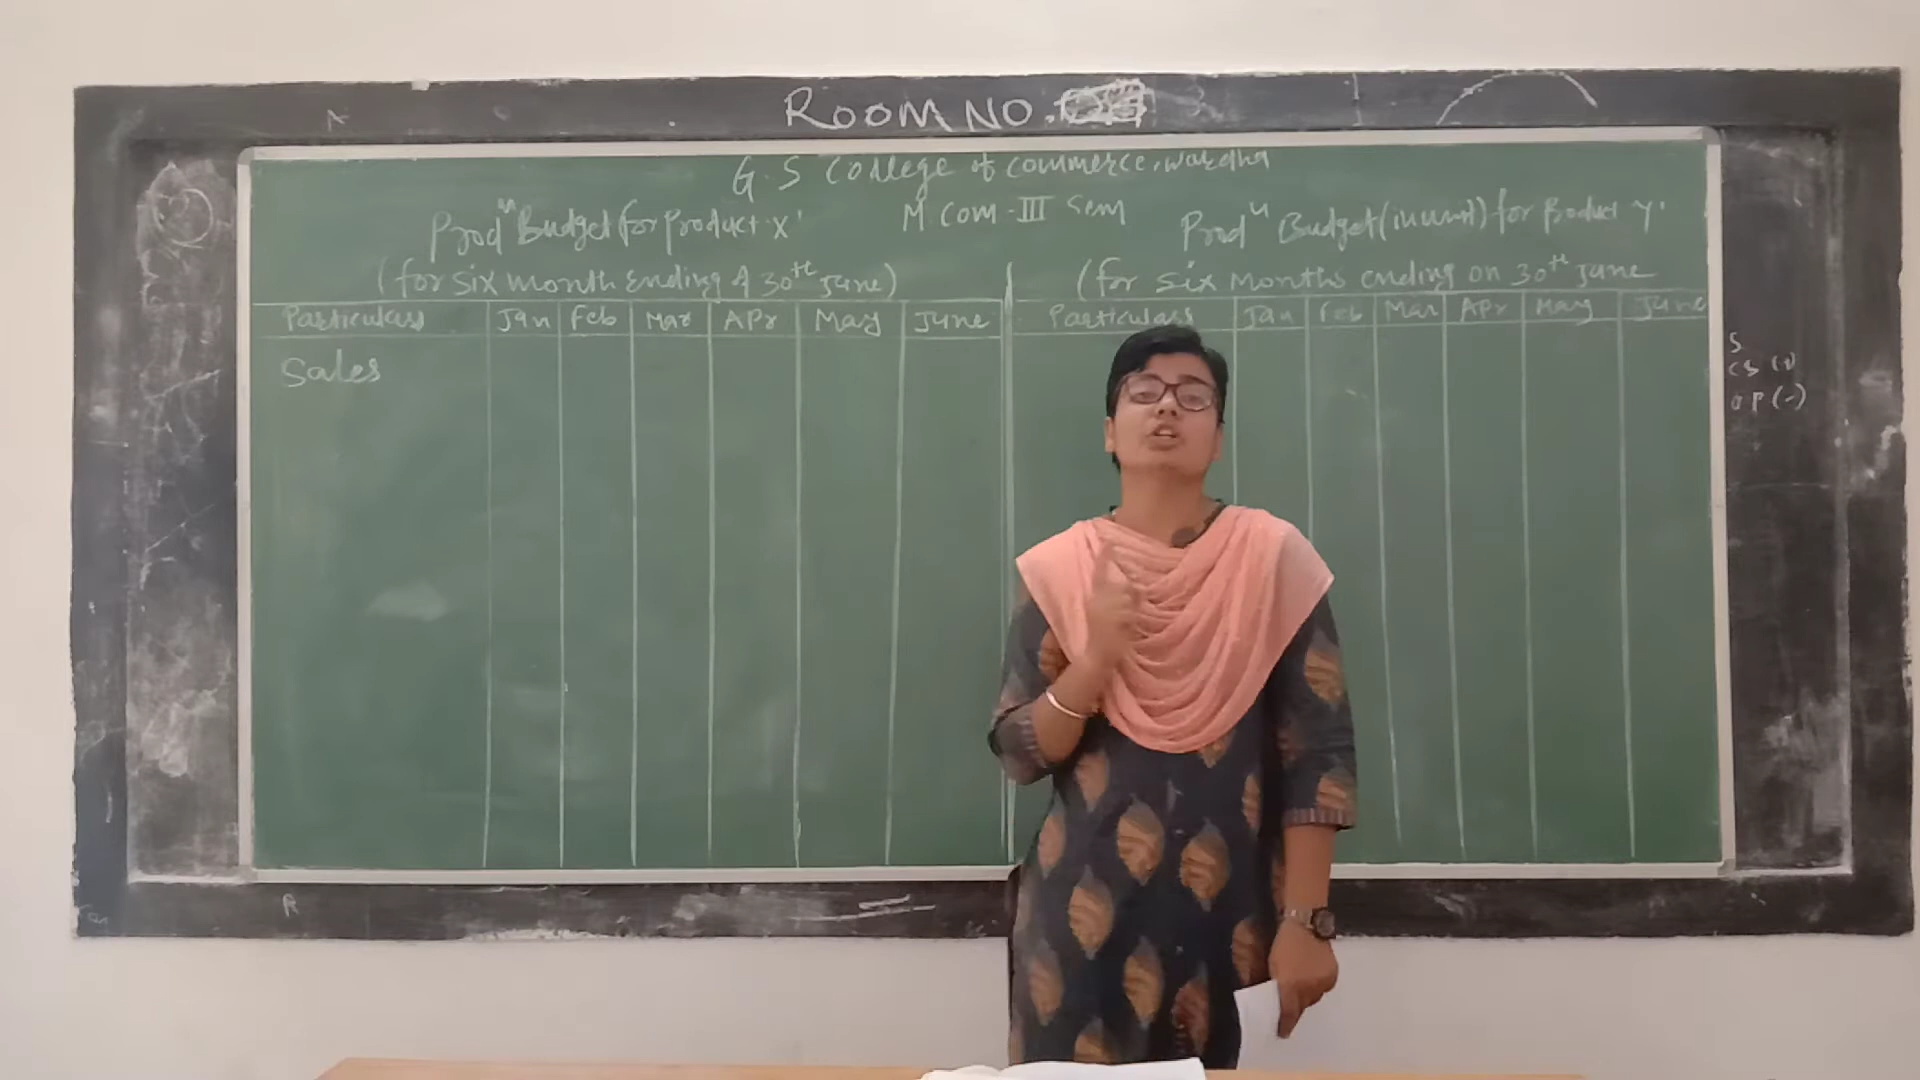 ROOM NO.
G.S College of commerce, wardha
M Com-III Sem
Prodⁿ Budget for Product 'X'
(for six month Ending of 30th June)
Particulars Jan Feb Mar APr May June
Sales
Prodⁿ Budget (in unit) for Product 'Y'
(for six Months ending on 30th June
Particulars Jan Feb Mar APr May June
S
CS (+)
OP (-)
R